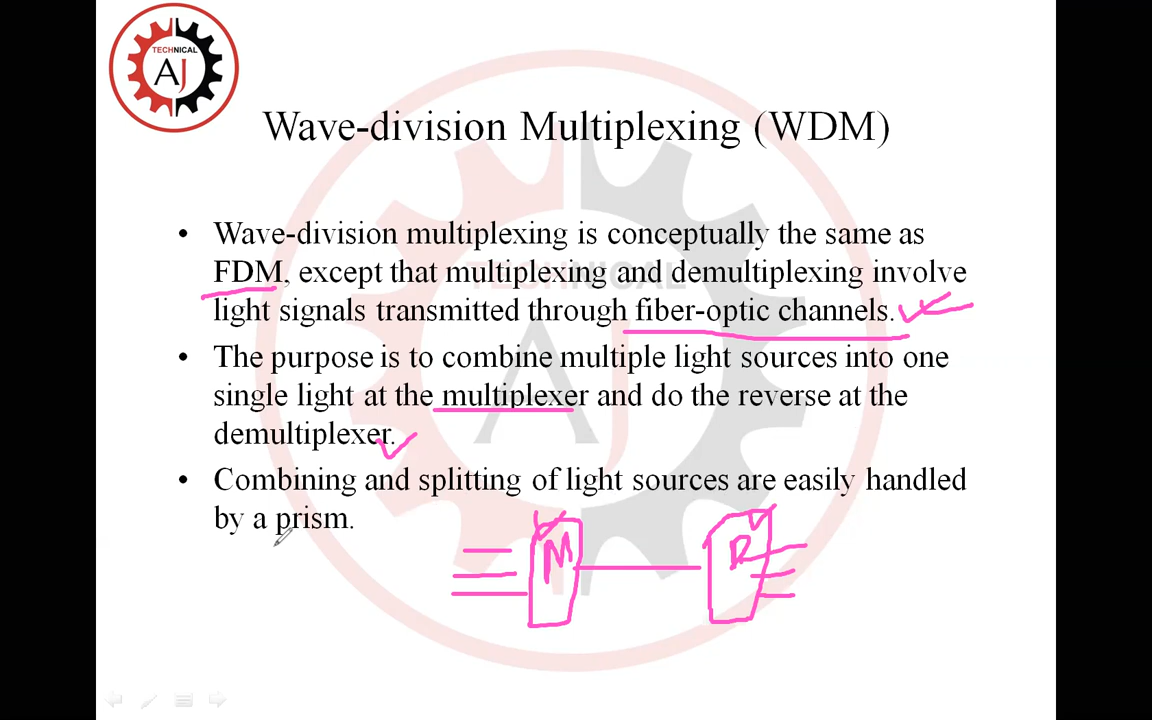 TECHNICAL
AJ
Wave-division Multiplexing (WDM)
• Wave-division multiplexing is conceptually the same as
FDM, except that multiplexing and demultiplexing involve
light signals transmitted through fiber-optic channels.
• The purpose is to combine multiple light sources into one
single light at the multiplexer and do the reverse at the
demultiplexer.
• Combining and splitting of light sources are easily handled
by a prism.
M
D